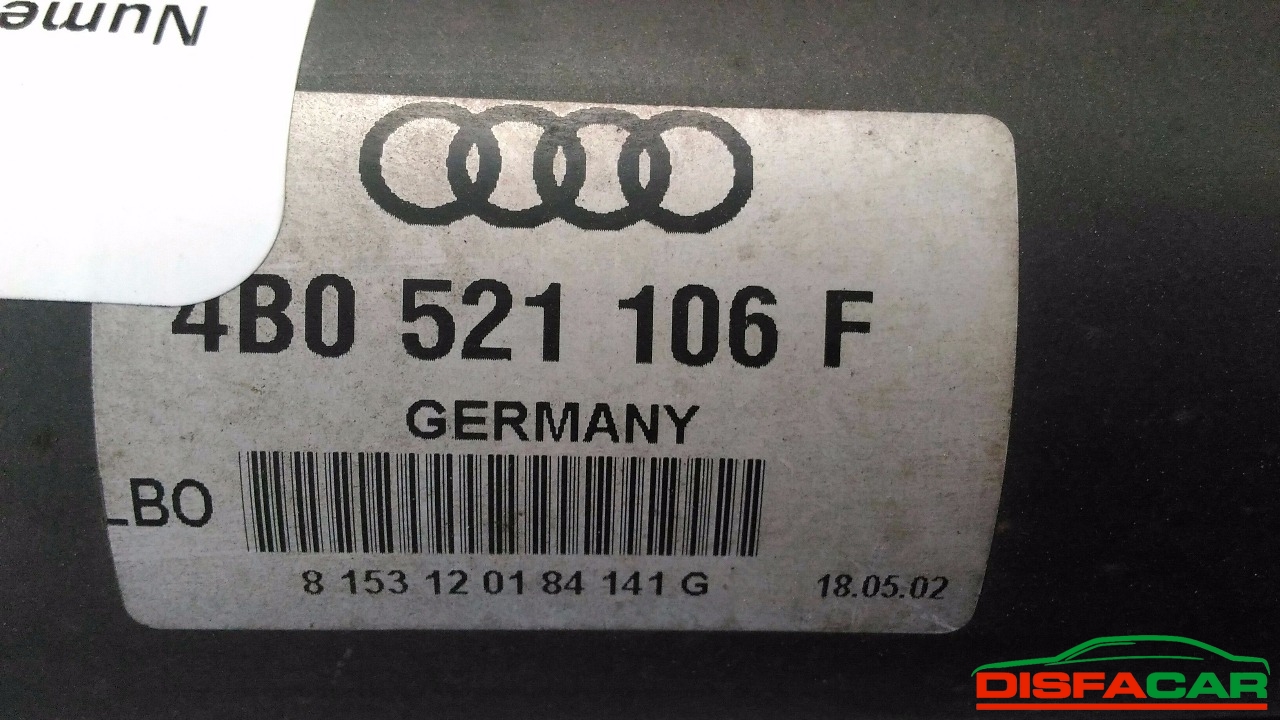 Nume
4B0 521 106 F
GERMANY
LBO
8 153 12 01 84 141 G 18.05.02
DISFACAR